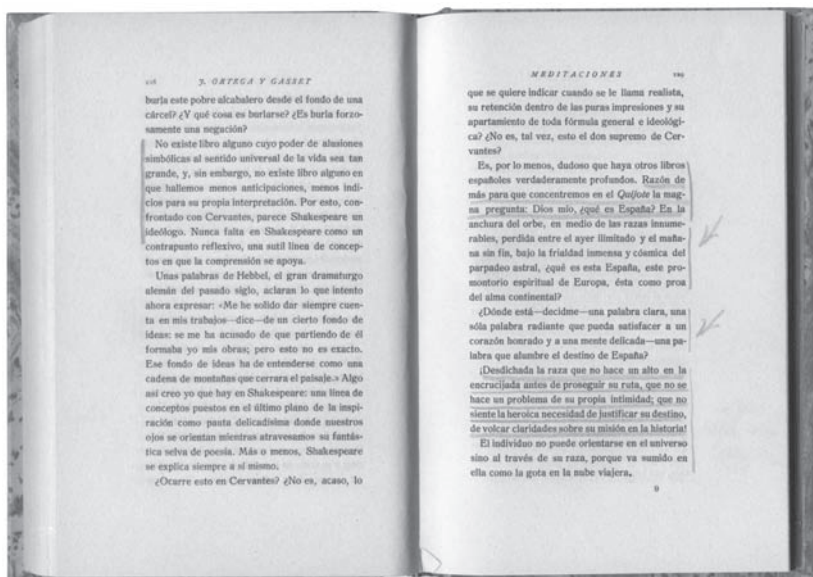 128 J. ORTEGA Y GASSET
burla este pobre alcabalero desde el fondo de una
cárcel? ¿Y qué cosa es burlarse? ¿Es burla forzo-
samente una negación?
No existe libro alguno cuyo poder de alusiones
simbólicas al sentido universal de la vida sea tan
grande, y, sin embargo, no existe libro alguno en
que hallemos menos anticipaciones, menos indi-
cios para su propia interpretación. Por esto, con-
frontado con Cervantes, parece Shakespeare un
ideólogo. Nunca falta en Shakespeare como un
contrapunto reflexivo, una sutil línea de concep-
tos en que la comprensión se apoya.
Unas palabras de Hebbel, el gran dramaturgo
alemán del pasado siglo, aclaran lo que intento
ahora expresar: «Me he solido dar siempre cuen-
ta en mis trabajos—dice—de un cierto fondo de
ideas: se me ha acusado de que partiendo de él
formaba yo mis obras; pero esto no es exacto.
Ese fondo de ideas ha de entenderse como una
cadena de montañas que cerrara el paisaje.» Algo
así creo yo que hay en Shakespeare: una línea de
conceptos puestos en el último plano de la inspi-
ración como pauta delicadísima donde nuestros
ojos se orientan mientras atravesamos su fantás-
tica selva de poesía. Más o menos, Shakespeare
se explica siempre a sí mismo.
¿Ocurre esto en Cervantes? ¿No es, acaso, lo
MEDITACIONES 129
que se quiere indicar cuando se le llama realista,
su retención dentro de las puras impresiones y su
apartamiento de toda fórmula general e ideológi-
ca? ¿No es, tal vez, esto el don supremo de Cer-
vantes?
Es, por lo menos, dudoso que haya otros libros
españoles verdaderamente profundos. Razón de
más para que concentremos en el Quijote la mag-
na pregunta: Dios mío, ¿qué es España? En la
anchura del orbe, en medio de las razas innume-
rables, perdida entre el ayer ilimitado y el maña-
na sin fin, bajo la frialdad inmensa y cósmica del
parpadeo astral, ¿qué es esta España, este pro-
montorio espiritual de Europa, ésta como proa
del alma continental?
¿Dónde está—decidme—una palabra clara, una
sóla palabra radiante que pueda satisfacer a un
corazón honrado y a una mente delicada—una pa-
labra que alumbre el destino de España?
¡Desdichada la raza que no hace un alto en la
encrucijada antes de proseguir su ruta, que no se
hace un problema de su propia intimidad; que no
siente la heroica necesidad de justificar su destino,
de volcar claridades sobre su misión en la historia!
El individuo no puede orientarse en el universo
sino al través de su raza, porque va sumido en
ella como la gota en la nube viajera.
9